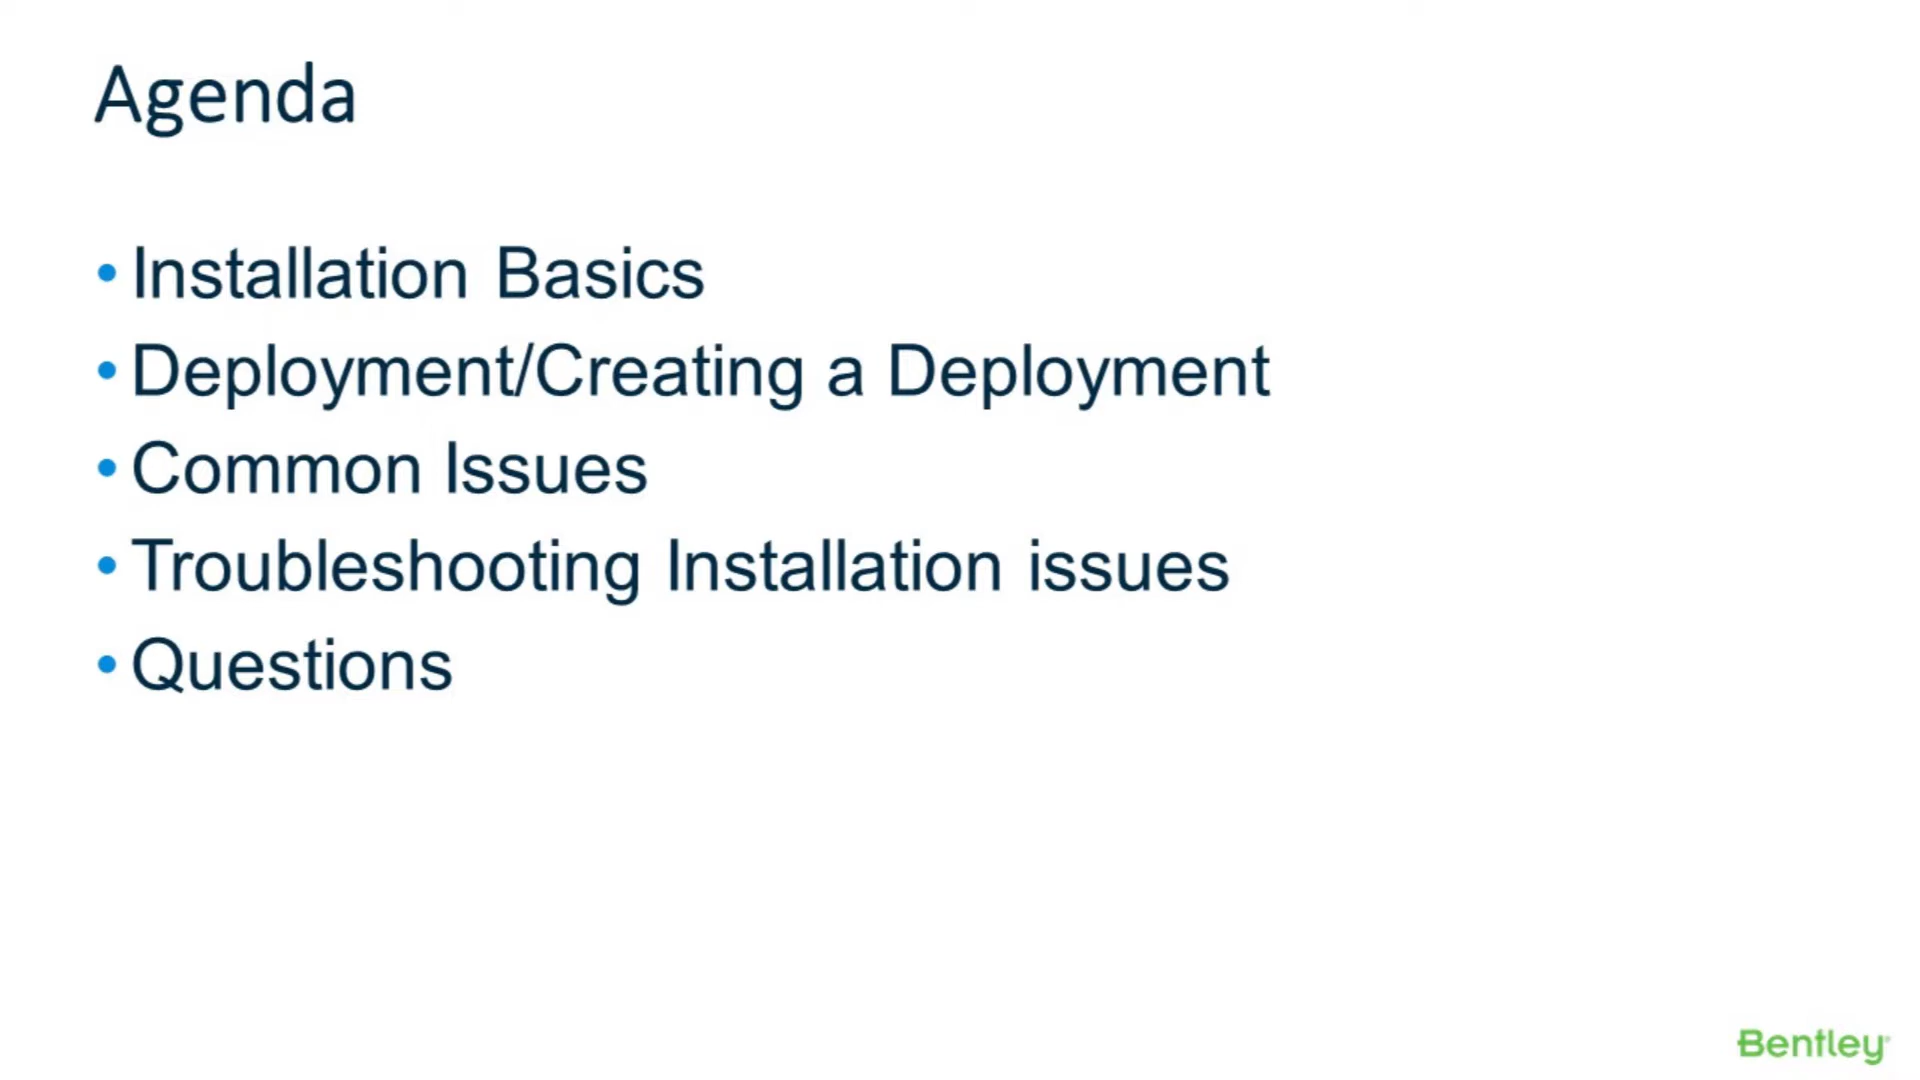 Agenda
• Installation Basics
• Deployment/Creating a Deployment
• Common Issues
• Troubleshooting Installation issues
• Questions
Bentley